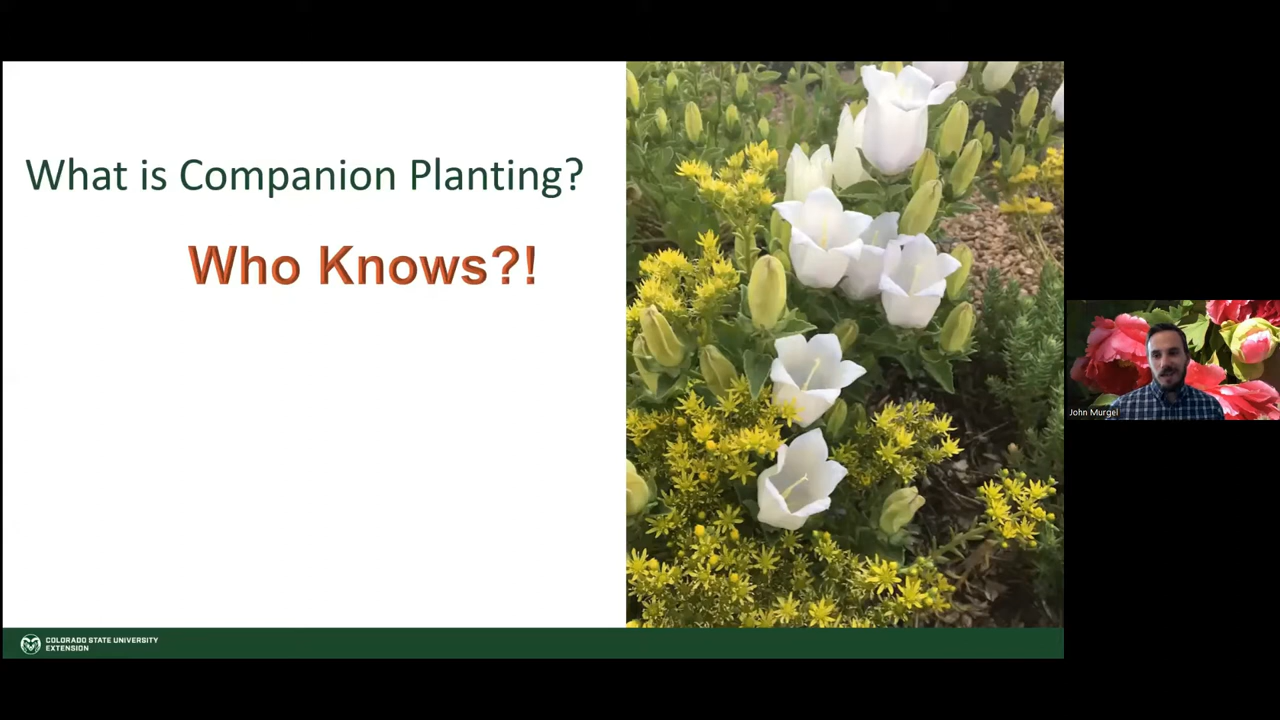 What is Companion Planting?
Who Knows?!
John Murgel
COLORADO STATE UNIVERSITY
EXTENSION